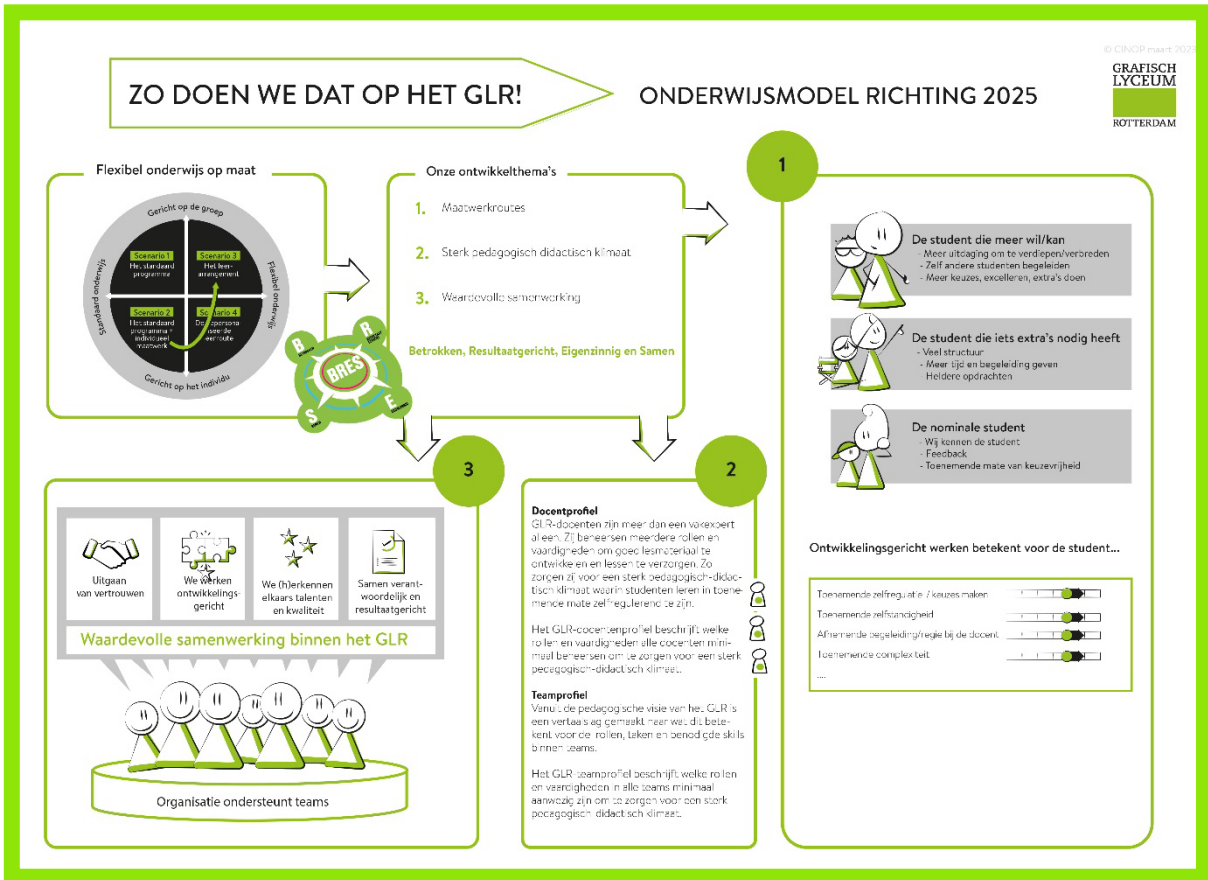 © CINOP maart 2023
GRAFISCH
LYCEUM
ROTTERDAM
ZO DOEN WE DAT OP HET GLR!
ONDERWIJSMODEL RICHTING 2025
Flexibel onderwijs op maat
Gericht op de groep
Standaard onderwijs
Flexibel onderwijs
Scenario 1
Het standaard
programma
Scenario 3
Het leer-
arrangement
Scenario 2
Het standaard
programma +
individueel
maatwerk
Scenario 4
leerroute
Gericht op het individu
B
R
BRES
S
E
Onze ontwikkelthema's
1. Maatwerkroutes
2. Sterk pedagogisch didactisch klimaat
3. Waardevolle samenwerking
Betrokken, Resultaatgericht, Eigenzinnig en Samen
1
De student die meer wil/kan
- Meer uitdaging om te verdiepen/verbreden
- Zelf andere studenten begeleiden
- Meer keuzes, excelleren, extra's doen
De student die iets extra's nodig heeft
- Veel structuur
- Meer tijd en begeleiding geven
- Heldere opdrachten
De nominale student
- Wij kennen de student
- Feedback
- Toenemende mate van keuzevrijheid
Ontwikkelingsgericht werken betekent voor de student...
Toenemende zelfregulatie / keuzes maken
Toenemende zelfstandigheid
Afnemende begeleiding/regie bij de docent
Toenemende complexiteit
....
2
Docentprofiel
GLR-docenten zijn meer dan een vakexpert
alleen. Zij beheersen meerdere rollen en
vaardigheden om goed lesmateriaal te
ontwikkelen en lessen te verzorgen. Zo
zorgen zij voor een sterk pedagogisch-didac-
tisch klimaat waarin studenten leren in toene-
mende mate zelfregulerend te zijn.
Het GLR-docentenprofiel beschrijft welke
rollen en vaardigheden alle docenten mini-
maal beheersen om te zorgen voor een sterk
pedagogisch-didactisch klimaat.
Teamprofiel
Vanuit de pedagogische visie van het GLR is
een vertaalslag gemaakt naar wat dit bete-
kent voor de rollen, taken en benodigde skills
binnen teams.
Het GLR-teamprofiel beschrijft welke rollen
en vaardigheden in alle teams minimaal
aanwezig zijn om te zorgen voor een sterk
pedagogisch didactisch klimaat.
3
Uitgaan
van vertrouwen
We werken
ontwikkelings-
gericht
We (h)erkennen
elkaars talenten
en kwaliteit
Samen verant-
woordelijk en
resultaatgericht
Waardevolle samenwerking binnen het GLR
Organisatie ondersteunt teams